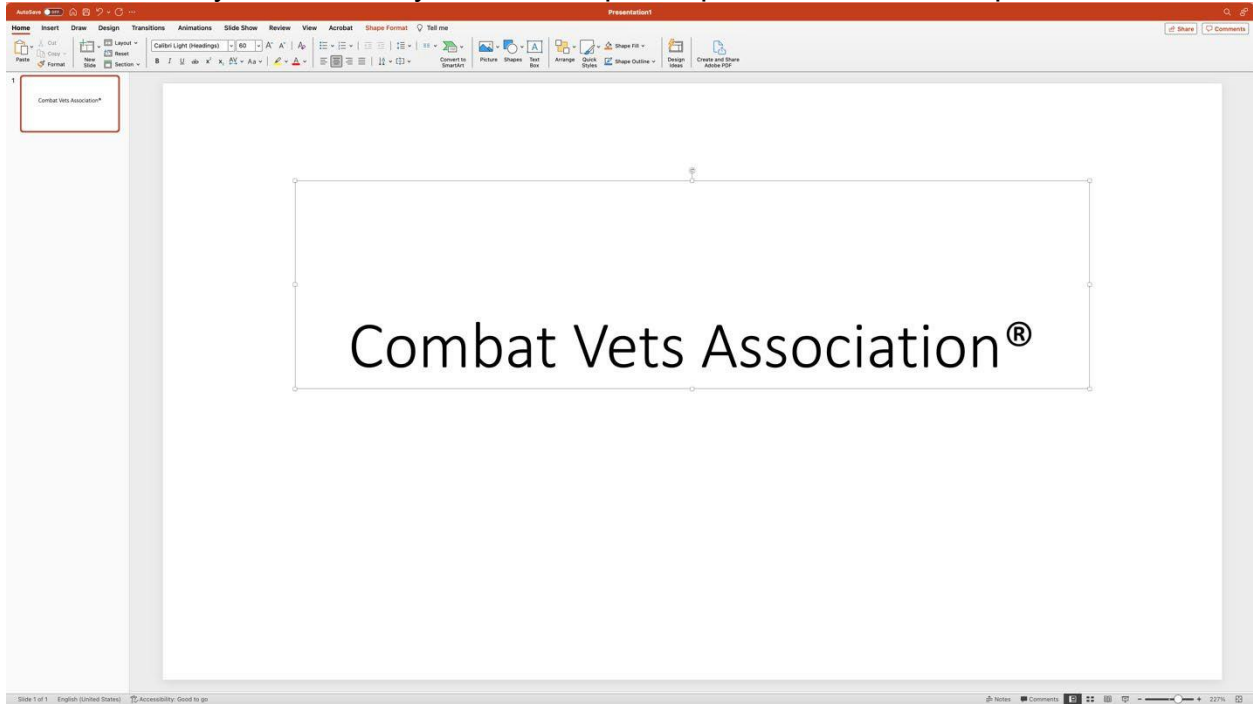 AutoSave OFF
Presentation1
Home Insert Draw Design Transitions Animations Slide Show Review View Acrobat Shape Format Tell me
Share Comments
Paste Cut Copy Format
New Slide Layout Reset Section
Calibri Light (Headings) 60
Convert to SmartArt
Picture Shapes Text Box
Arrange Quick Styles Shape Fill Shape Outline
Design Ideas
Create and Share Adobe PDF
1
Combat Vets Association®
Combat Vets Association®
Slide 1 of 1 English (United States) Accessibility: Good to go
Notes Comments 227%